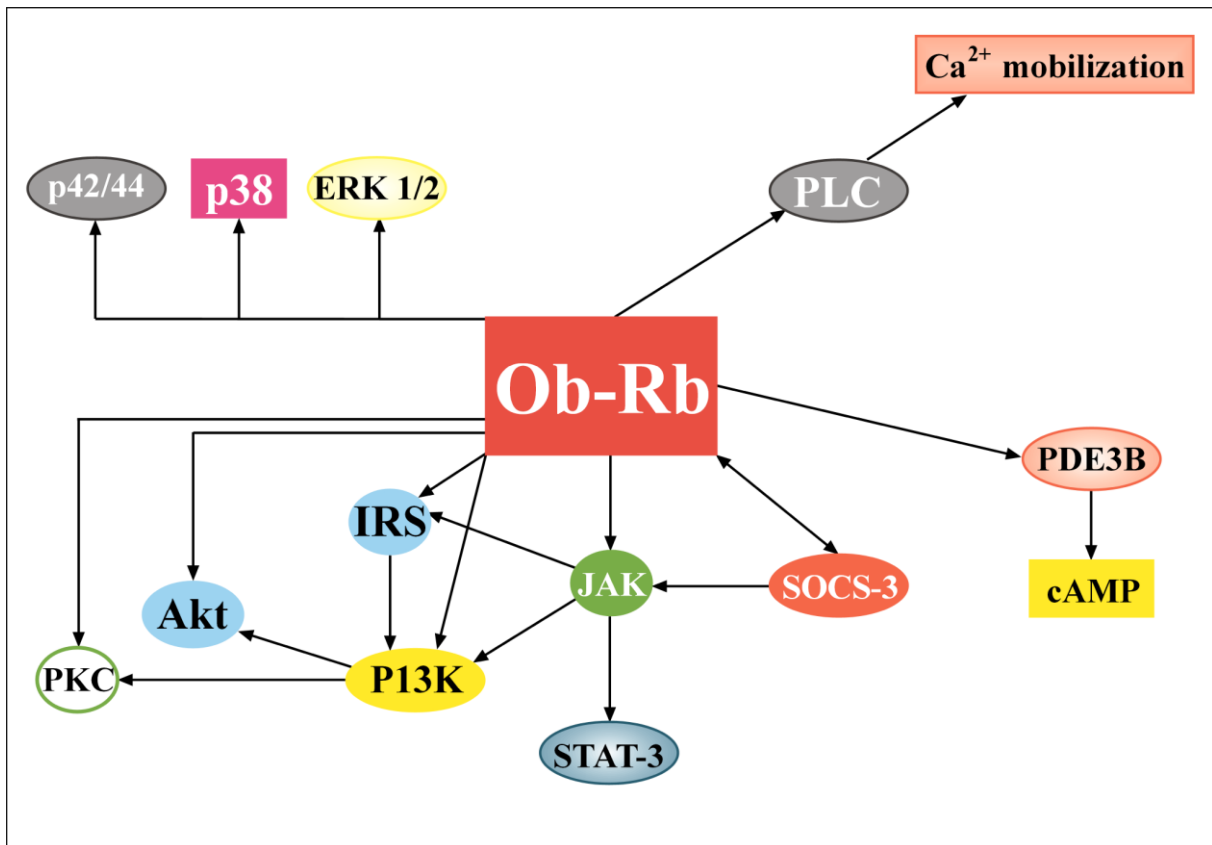 Ca²⁺ mobilization
p42/44
p38
ERK 1/2
PLC
Ob-Rb
PDE3B
IRS
JAK
SOCS-3
cAMP
Akt
PKC
P13K
STAT-3